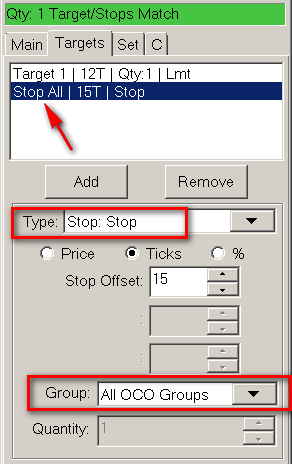 Qty: 1 Target/Stops Match
Main Targets Set C
Target 1 | 12T | Qty:1 | Lmt
Stop All | 15T | Stop
Add Remove
Type: Stop: Stop
Price Ticks %
Stop Offset: 15
:
:
Group: All OCO Groups
Quantity: 1